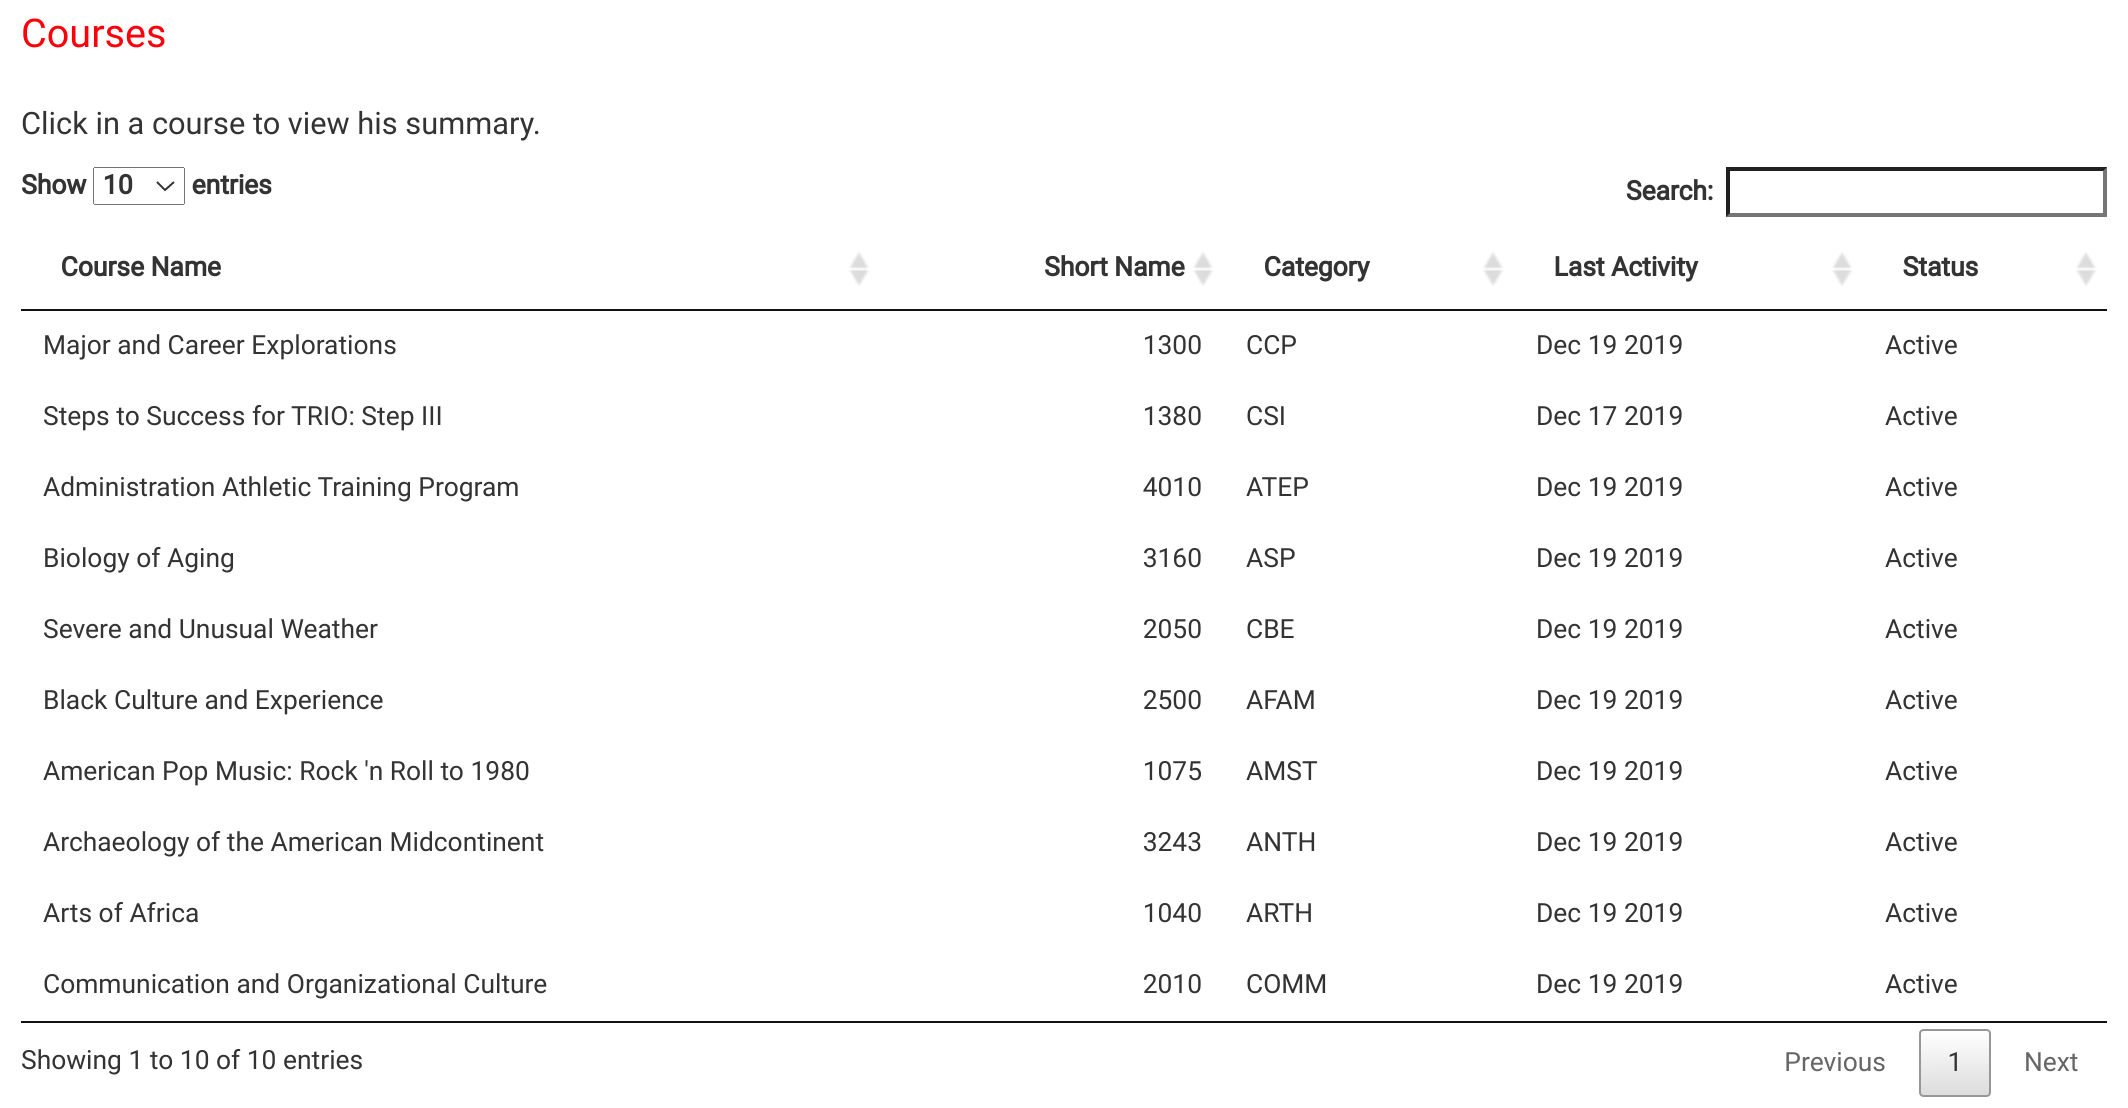 Courses
Click in a course to view his summary.
Show 10 entries
Search:
Course Name Short Name Category Last Activity Status
Major and Career Explorations 1300 CCP Dec 19 2019 Active
Steps to Success for TRIO: Step III 1380 CSI Dec 17 2019 Active
Administration Athletic Training Program 4010 ATEP Dec 19 2019 Active
Biology of Aging 3160 ASP Dec 19 2019 Active
Severe and Unusual Weather 2050 CBE Dec 19 2019 Active
Black Culture and Experience 2500 AFAM Dec 19 2019 Active
American Pop Music: Rock 'n Roll to 1980 1075 AMST Dec 19 2019 Active
Archaeology of the American Midcontinent 3243 ANTH Dec 19 2019 Active
Arts of Africa 1040 ARTH Dec 19 2019 Active
Communication and Organizational Culture 2010 COMM Dec 19 2019 Active
Showing 1 to 10 of 10 entries
Previous 1 Next